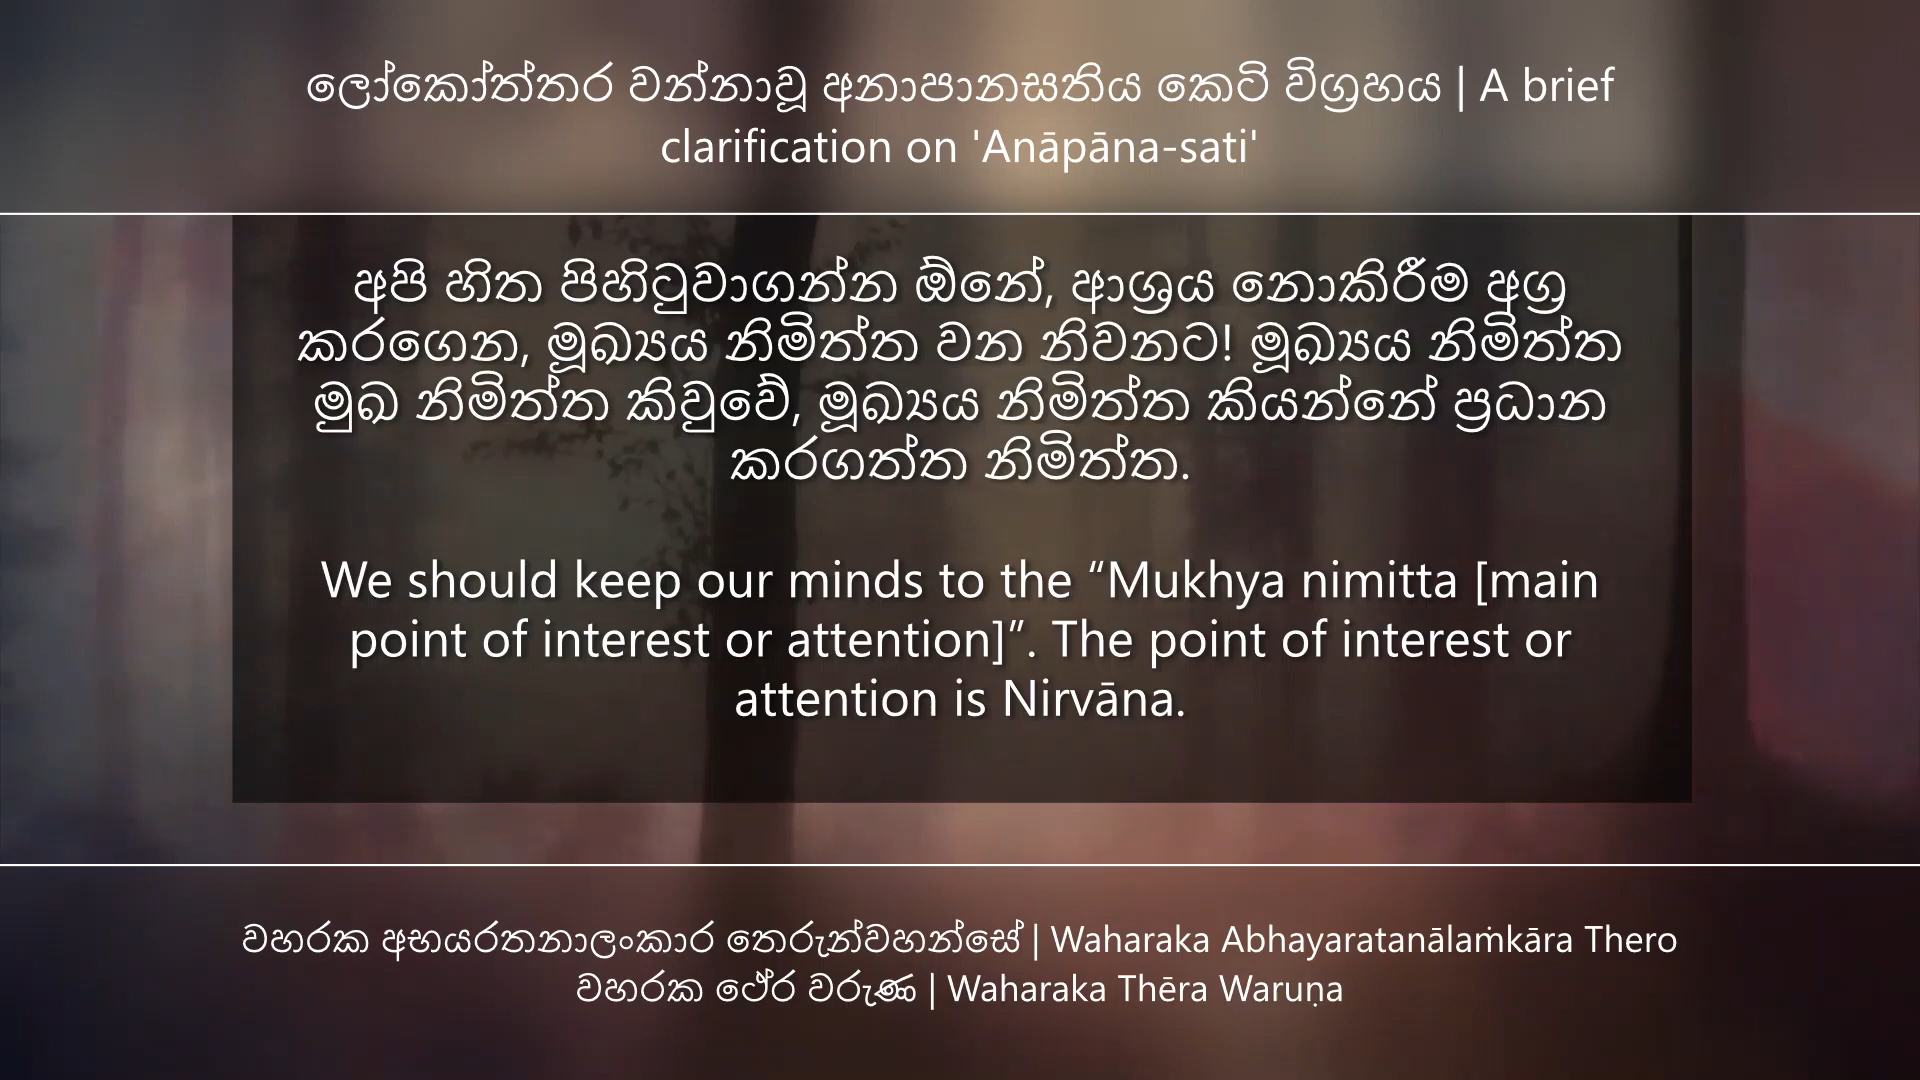 ලෝකෝත්තර වන්නාවූ අනාපානසතිය කෙටි විග්‍රහය | A brief
clarification on 'Anāpāna-sati'
අපි හිත පිහිටුවාගන්න ඕනේ, ආශ්‍රය නොකිරීම අග්‍ර
කරගෙන, මූඛ්‍යය නිමිත්ත වන නිවනට! මූඛ්‍යය නිමිත්ත
මුඛ නිමිත්ත කිවුවේ, මූඛ්‍යය නිමිත්ත කියන්නේ ප්‍රධාන
කරගත්ත නිමිත්ත.
We should keep our minds to the “Mukhya nimitta [main
point of interest or attention]”. The point of interest or
attention is Nirvāna.
වහරක අභයරතනාලංකාර තෙරුන්වහන්සේ | Waharaka Abhayaratanālaṁkāra Thero
වහරක ථේර වරුණ | Waharaka Thēra Waruṇa